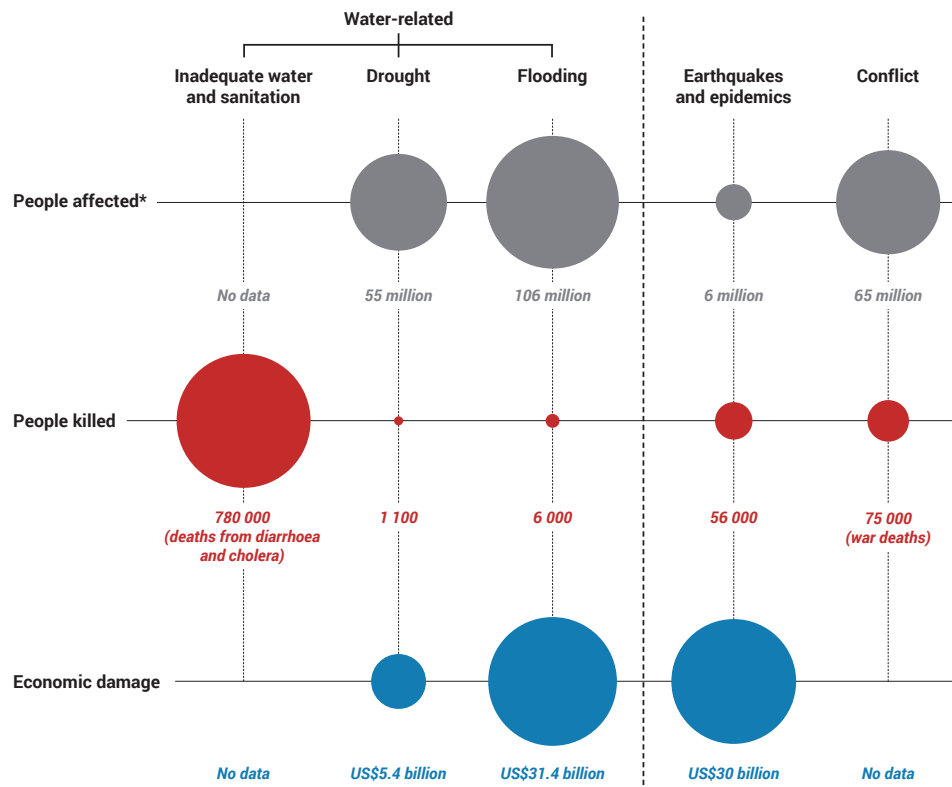 Water-related
Inadequate water
and sanitation
Drought
Flooding
Earthquakes
and epidemics
Conflict
People affected*
No data
55 million
106 million
6 million
65 million
People killed
780 000
(deaths from diarrhoea
and cholera)
1 100
6 000
56 000
75 000
(war deaths)
Economic damage
No data
US$5.4 billion
US$31.4 billion
US$30 billion
No data